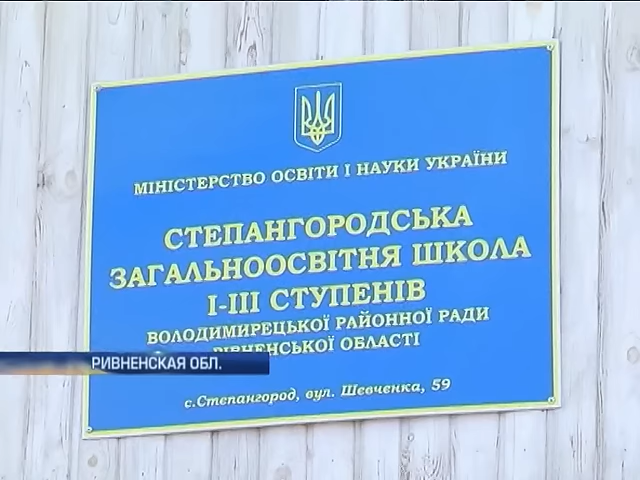 МІНІСТЕРСТВО ОСВІТИ І НАУКИ УКРАЇНИ
СТЕПАНГОРОДСЬКА
ЗАГАЛЬНООСВІТНЯ ШКОЛА
І-ІІІ СТУПЕНІВ
ВОЛОДИМИРЕЦЬКОЇ РАЙОННОЇ РАДИ
РІВНЕНСЬКОЇ ОБЛАСТІ
РИВНЕНСКАЯ ОБЛ.
с.Степангород, вул. Шевченка, 59